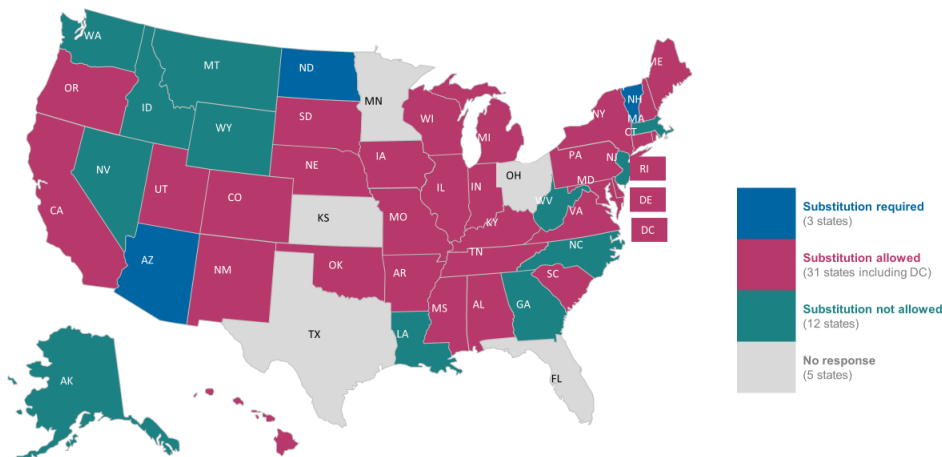 WA
MT
ND
MN
OR
ID
WY
SD
WI
MI
NY
ME
NH
MA
CT
NV
UT
CO
NE
IA
IL
IN
OH
PA
NJ
RI
MD
DE
WV
VA
DC
CA
KS
MO
KY
AZ
NM
OK
AR
TN
NC
SC
MS
AL
GA
TX
LA
FL
AK
Substitution required
(3 states)
Substitution allowed
(31 states including DC)
Substitution not allowed
(12 states)
No response
(5 states)